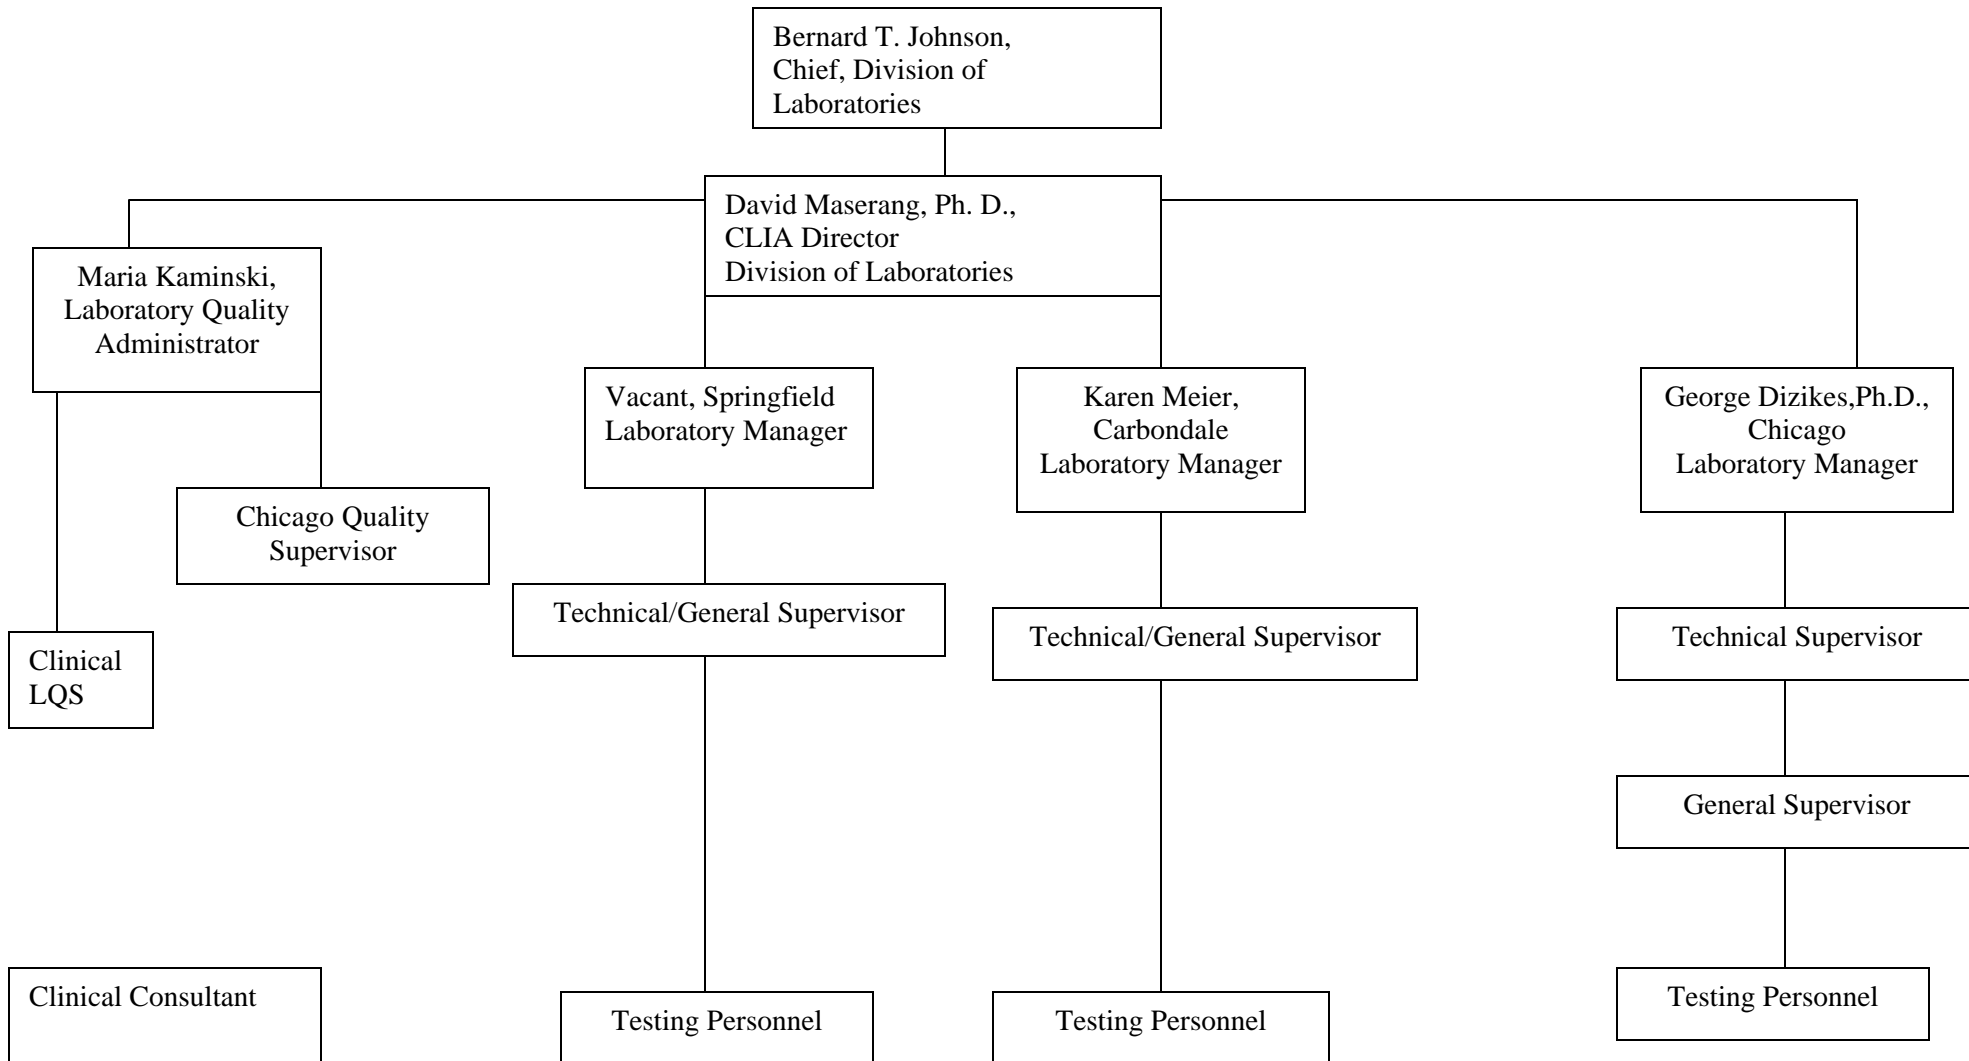 Bernard T. Johnson,
Chief, Division of
Laboratories
David Maserang, Ph. D.,
CLIA Director
Division of Laboratories
Maria Kaminski,
Laboratory Quality
Administrator
Vacant, Springfield
Laboratory Manager
Karen Meier,
Carbondale
Laboratory Manager
George Dizikes,Ph.D.,
Chicago
Laboratory Manager
Chicago Quality
Supervisor
Technical/General Supervisor
Technical/General Supervisor
Technical Supervisor
Clinical
LQS
General Supervisor
Clinical Consultant
Testing Personnel
Testing Personnel
Testing Personnel